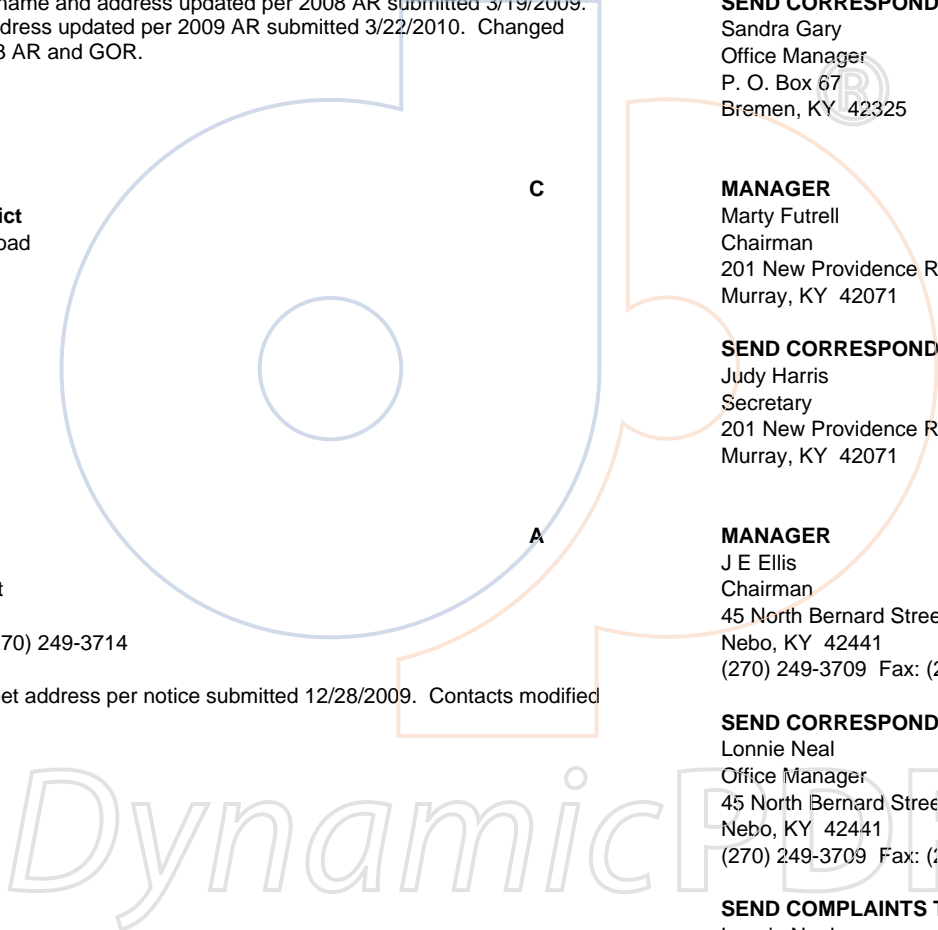 name and address updated per 2008 AR submitted 3/19/2009.
dress updated per 2009 AR submitted 3/22/2010. Changed
AR and GOR.
SEND CORRESPOND
Sandra Gary
Office Manager
P. O. Box 67
Bremen, KY 42325
®
C
ict
oad
MANAGER
Marty Futrell
Chairman
201 New Providence R
Murray, KY 42071
SEND CORRESPOND
Judy Harris
Secretary
201 New Providence R
Murray, KY 42071
A
t
70) 249-3714
et address per notice submitted 12/28/2009. Contacts modified
MANAGER
J E Ellis
Chairman
45 North Bernard Stree
Nebo, KY 42441
(270) 249-3709 Fax: (2
SEND CORRESPOND
Lonnie Neal
Office Manager
45 North Bernard Stree
Nebo, KY 42441
(270) 249-3709 Fax: (2
SEND COMPLAINTS T
DynamicPDF